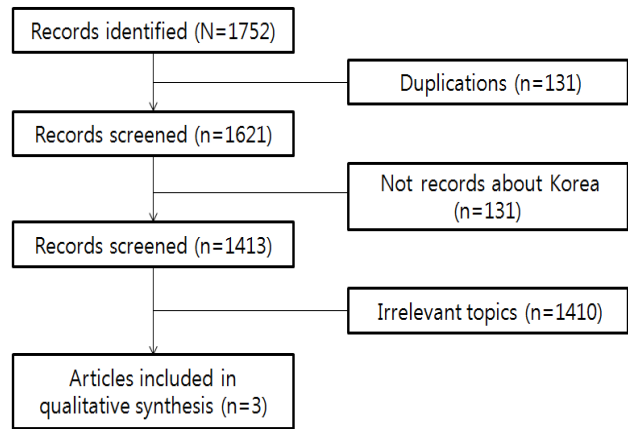 Records identified (N=1752)
Duplications (n=131)
Records screened (n=1621)
Not records about Korea
(n=131)
Records screened (n=1413)
Irrelevant topics (n=1410)
Articles included in
qualitative synthesis (n=3)